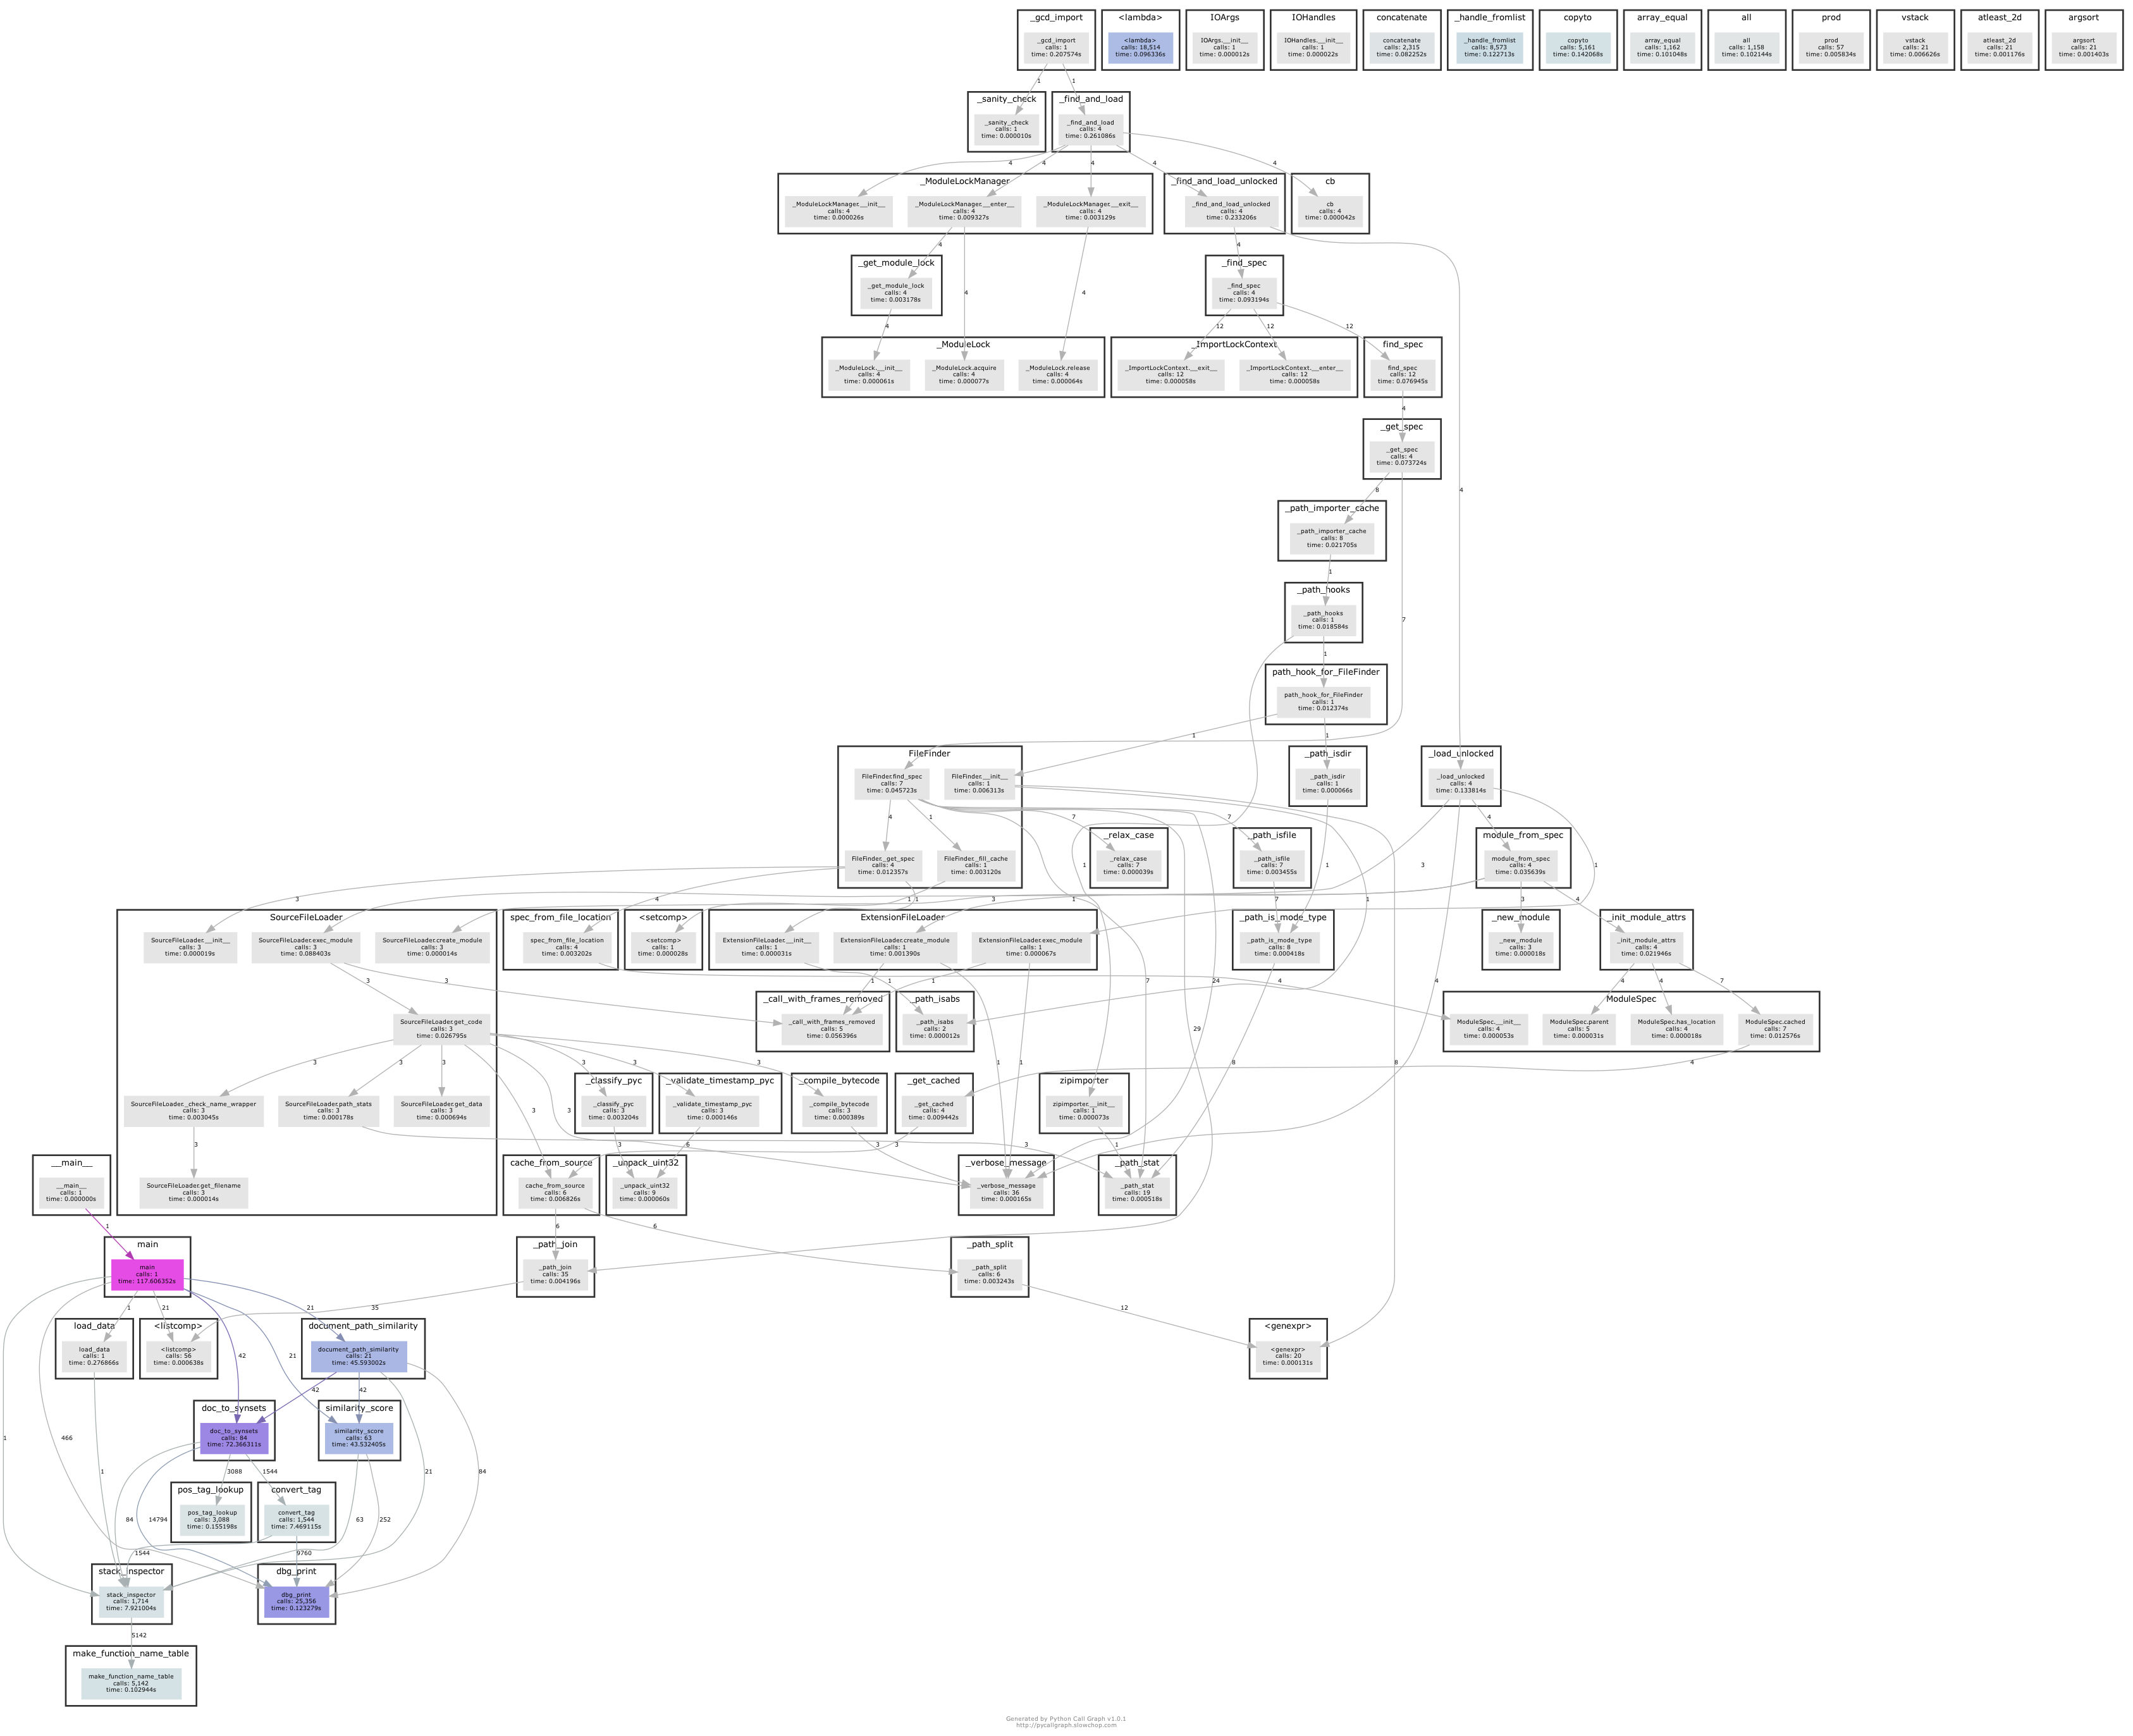 _gcd_import
_gcd_import
calls: 1
time: 0.207574s
<lambda>
<lambda>
calls: 18,514
time: 0.096336s
IOArgs
IOArgs.__init__
calls: 1
time: 0.000012s
IOHandles
IOHandles.__init__
calls: 1
time: 0.000022s
concatenate
concatenate
calls: 2,315
time: 0.082252s
_handle_fromlist
_handle_fromlist
calls: 8,573
time: 0.122713s
copyto
copyto
calls: 5,161
time: 0.142068s
array_equal
array_equal
calls: 1,162
time: 0.101048s
all
all
calls: 1,158
time: 0.102144s
prod
prod
calls: 57
time: 0.005834s
vstack
vstack
calls: 21
time: 0.006626s
atleast_2d
atleast_2d
calls: 21
time: 0.001176s
argsort
argsort
calls: 21
time: 0.001403s
1
1
_sanity_check
_sanity_check
calls: 1
time: 0.000010s
_find_and_load
_find_and_load
calls: 4
time: 0.261086s
4
4
4
4
4
_ModuleLockManager
_ModuleLockManager.__init__
calls: 4
time: 0.000026s
_ModuleLockManager.__enter__
calls: 4
time: 0.009327s
_ModuleLockManager.__exit__
calls: 4
time: 0.003129s
_find_and_load_unlocked
_find_and_load_unlocked
calls: 4
time: 0.233206s
cb
cb
calls: 4
time: 0.000042s
4
4
_get_module_lock
_get_module_lock
calls: 4
time: 0.003178s
4
4
_find_spec
_find_spec
calls: 4
time: 0.093194s
4
12
12
12
_ModuleLock
_ModuleLock.__init__
calls: 4
time: 0.000061s
_ModuleLock.acquire
calls: 4
time: 0.000077s
_ModuleLock.release
calls: 4
time: 0.000064s
_ImportLockContext
_ImportLockContext.__exit__
calls: 12
time: 0.000058s
_ImportLockContext.__enter__
calls: 12
time: 0.000058s
find_spec
find_spec
calls: 12
time: 0.076945s
4
_get_spec
_get_spec
calls: 4
time: 0.073724s
8
4
_path_importer_cache
_path_importer_cache
calls: 8
time: 0.021705s
1
_path_hooks
_path_hooks
calls: 1
time: 0.018584s
7
1
path_hook_for_FileFinder
path_hook_for_FileFinder
calls: 1
time: 0.012374s
1
1
FileFinder
FileFinder.find_spec
calls: 7
time: 0.045723s
FileFinder.__init__
calls: 1
time: 0.006313s
_path_isdir
_path_isdir
calls: 1
time: 0.000066s
_load_unlocked
_load_unlocked
calls: 4
time: 0.133814s
4
1
7
7
4
FileFinder._get_spec
calls: 4
time: 0.012357s
FileFinder._fill_cache
calls: 1
time: 0.003120s
_relax_case
_relax_case
calls: 7
time: 0.000039s
_path_isfile
_path_isfile
calls: 7
time: 0.003455s
module_from_spec
module_from_spec
calls: 4
time: 0.035639s
1
1
3
1
3
4
1
1
3
1
7
1
3
4
SourceFileLoader
SourceFileLoader.__init__
calls: 3
time: 0.000019s
SourceFileLoader.exec_module
calls: 3
time: 0.088403s
SourceFileLoader.create_module
calls: 3
time: 0.000014s
spec_from_file_location
spec_from_file_location
calls: 4
time: 0.003202s
<setcomp>
<setcomp>
calls: 1
time: 0.000028s
ExtensionFileLoader
ExtensionFileLoader.__init__
calls: 1
time: 0.000031s
ExtensionFileLoader.create_module
calls: 1
time: 0.001390s
ExtensionFileLoader.exec_module
calls: 1
time: 0.000067s
_path_is_mode_type
_path_is_mode_type
calls: 8
time: 0.000418s
_new_module
_new_module
calls: 3
time: 0.000018s
_init_module_attrs
_init_module_attrs
calls: 4
time: 0.021946s
3
1
1
1
7
24
4
4
4
4
7
_call_with_frames_removed
_call_with_frames_removed
calls: 5
time: 0.056396s
_path_isabs
_path_isabs
calls: 2
time: 0.000012s
ModuleSpec
ModuleSpec.__init__
calls: 4
time: 0.000053s
ModuleSpec.parent
calls: 5
time: 0.000031s
ModuleSpec.has_location
calls: 4
time: 0.000018s
ModuleSpec.cached
calls: 7
time: 0.012576s
SourceFileLoader.get_code
calls: 3
time: 0.026795s
3
29
3
3
3
3
3
3
1
1
8
8
4
SourceFileLoader._check_name_wrapper
calls: 3
time: 0.003045s
SourceFileLoader.path_stats
calls: 3
time: 0.000178s
SourceFileLoader.get_data
calls: 3
time: 0.000694s
3
3
_classify_pyc
_classify_pyc
calls: 3
time: 0.003204s
_validate_timestamp_pyc
_validate_timestamp_pyc
calls: 3
time: 0.000146s
_compile_bytecode
_compile_bytecode
calls: 3
time: 0.000389s
_get_cached
_get_cached
calls: 4
time: 0.009442s
zipimporter
zipimporter.__init__
calls: 1
time: 0.000073s
3
3
6
3
3
3
1
__main__
__main__
calls: 1
time: 0.000000s
SourceFileLoader.get_filename
calls: 3
time: 0.000014s
cache_from_source
cache_from_source
calls: 6
time: 0.006826s
_unpack_uint32
_unpack_uint32
calls: 9
time: 0.000060s
_verbose_message
_verbose_message
calls: 36
time: 0.000165s
_path_stat
_path_stat
calls: 19
time: 0.000518s
1
6
6
main
main
calls: 1
time: 117.606352s
_path_join
_path_join
calls: 35
time: 0.004196s
_path_split
_path_split
calls: 6
time: 0.003243s
1
21
21
35
12
load_data
load_data
calls: 1
time: 0.276866s
<listcomp>
<listcomp>
calls: 56
time: 0.000638s
document_path_similarity
document_path_similarity
calls: 21
time: 45.593002s
<genexpr>
<genexpr>
calls: 20
time: 0.000131s
42
21
42
42
doc_to_synsets
doc_to_synsets
calls: 84
time: 72.366311s
similarity_score
similarity_score
calls: 63
time: 43.532405s
1
466
1
3088
1544
21
84
pos_tag_lookup
pos_tag_lookup
calls: 3,088
time: 0.155198s
convert_tag
convert_tag
calls: 1,544
time: 7.469115s
84
14794
63
252
1544
9760
stack_inspector
stack_inspector
calls: 1,714
time: 7.921004s
dbg_print
dbg_print
calls: 25,356
time: 0.123279s
5142
make_function_name_table
make_function_name_table
calls: 5,142
time: 0.102944s
Generated by Python Call Graph v1.0.1
http://pycallgraph.slowchop.com